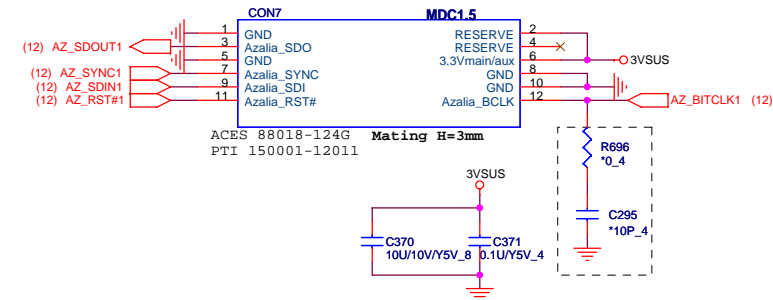 CON7 MDC1.5
1 GND RESERVE 2
(12) AZ_SDOUT1 3 Azalia_SDO RESERVE 4
5 GND 3.3Vmain/aux 6 3VSUS
(12) AZ_SYNC1 7 Azalia_SYNC GND 8
(12) AZ_SDIN1 9 Azalia_SDI GND 10
(12) AZ_RST#1 11 Azalia_RST# Azalia_BCLK 12 AZ_BITCLK1 (12)
ACES 88018-124G Mating H=3mm
PTI 150001-12011
R696
*0_4
3VSUS
C295
*10P_4
C370 C371
10U/10V/Y5V_8 0.1U/Y5V_4